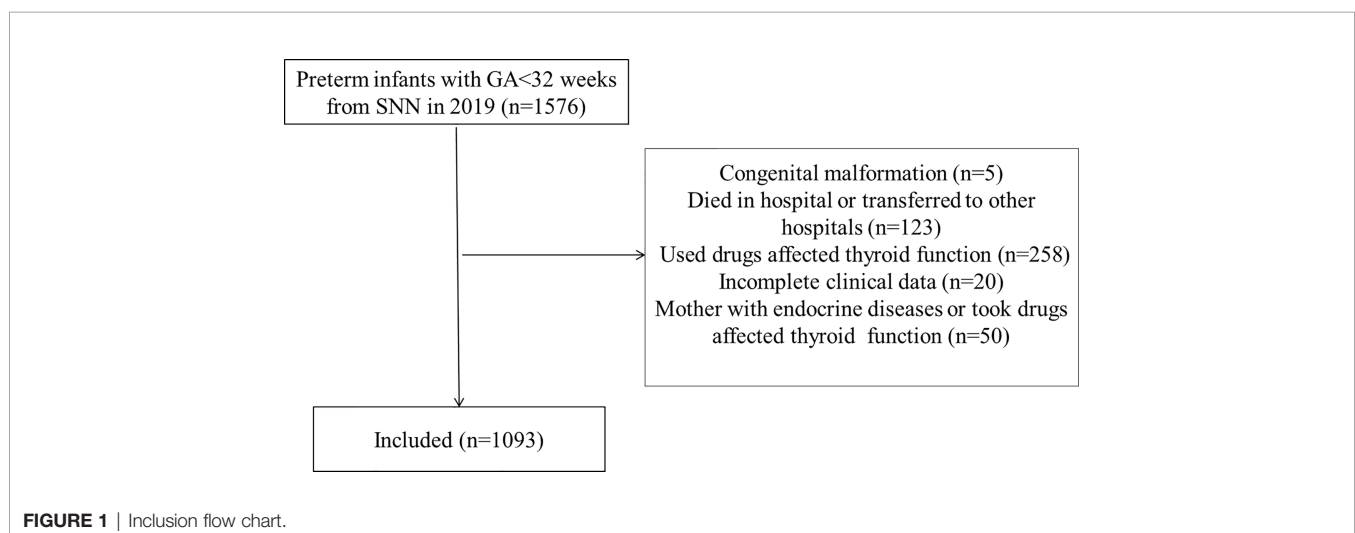 Preterm infants with GA<32 weeks
from SNN in 2019 (n=1576)
Congenital malformation (n=5)
Died in hospital or transferred to other
hospitals (n=123)
Used drugs affected thyroid function (n=258)
Incomplete clinical data (n=20)
Mother with endocrine diseases or took drugs
affected thyroid function (n=50)
Included (n=1093)
FIGURE 1 | Inclusion flow chart.